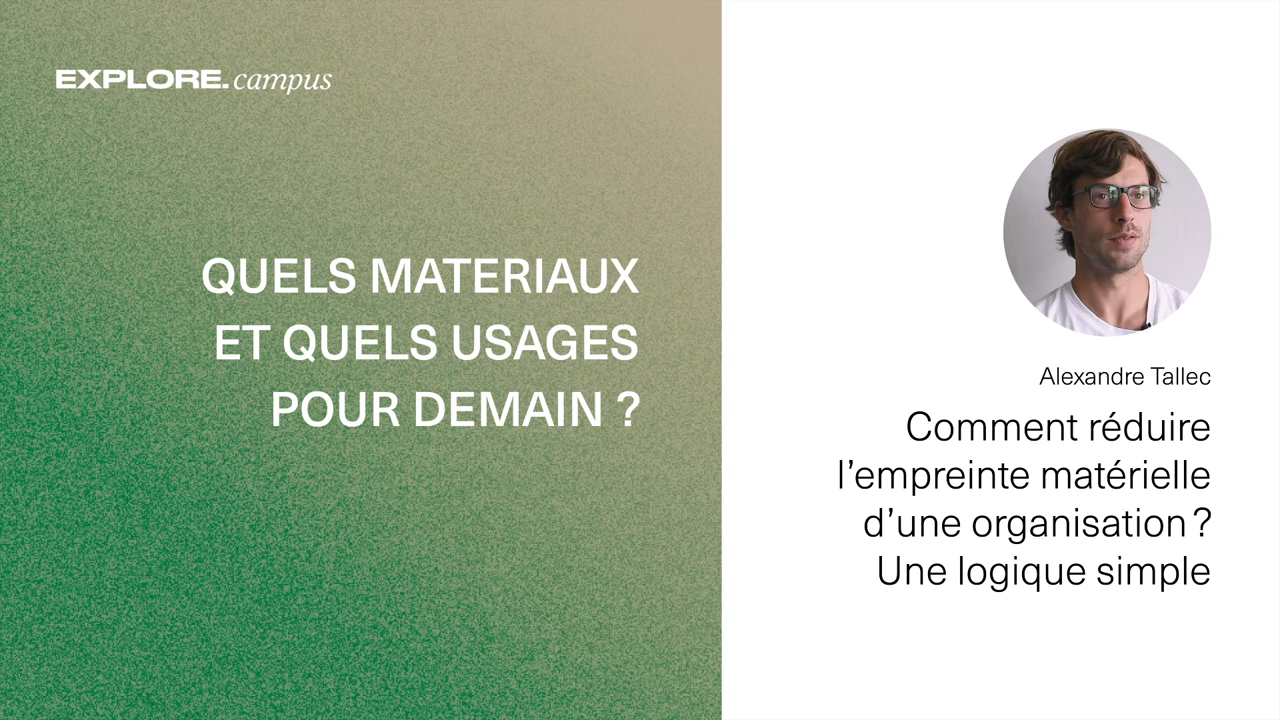 EXPLORE.campus
QUELS MATERIAUX
ET QUELS USAGES
POUR DEMAIN ?
Alexandre Tallec
Comment réduire
l’empreinte matérielle
d’une organisation ?
Une logique simple